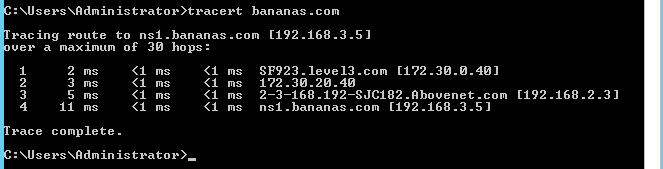 C:\Users\Administrator>tracert bananas.com
Tracing route to ns1.bananas.com [192.168.3.5]
over a maximum of 30 hops:
1 2 ms <1 ms <1 ms SF923.level3.com [172.30.0.40]
2 3 ms <1 ms <1 ms 172.30.20.40
3 5 ms <1 ms <1 ms 2-3-168.192-SJC182.Abovenet.com [192.168.2.3]
4 11 ms <1 ms <1 ms ns1.bananas.com [192.168.3.5]
Trace complete.
C:\Users\Administrator>_